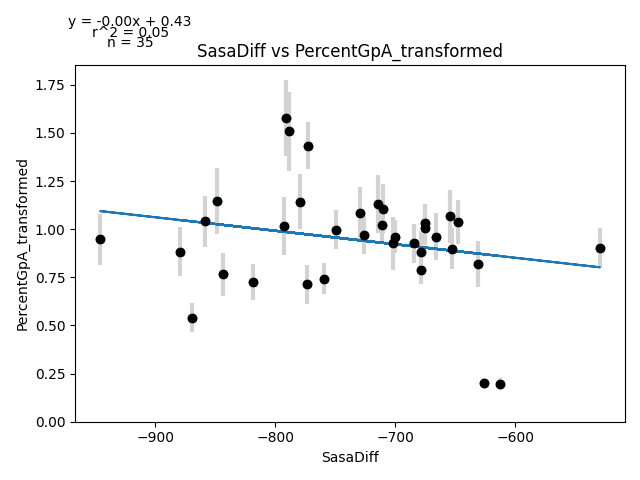 y = -0.00x + 0.43
r^2 = 0.05
n = 35
SasaDiff vs PercentGpA_transformed
1.75
1.50
1.25
1.00
0.75
0.50
0.25
0.00
PercentGpA_transformed
−900
−800
−700
−600
SasaDiff